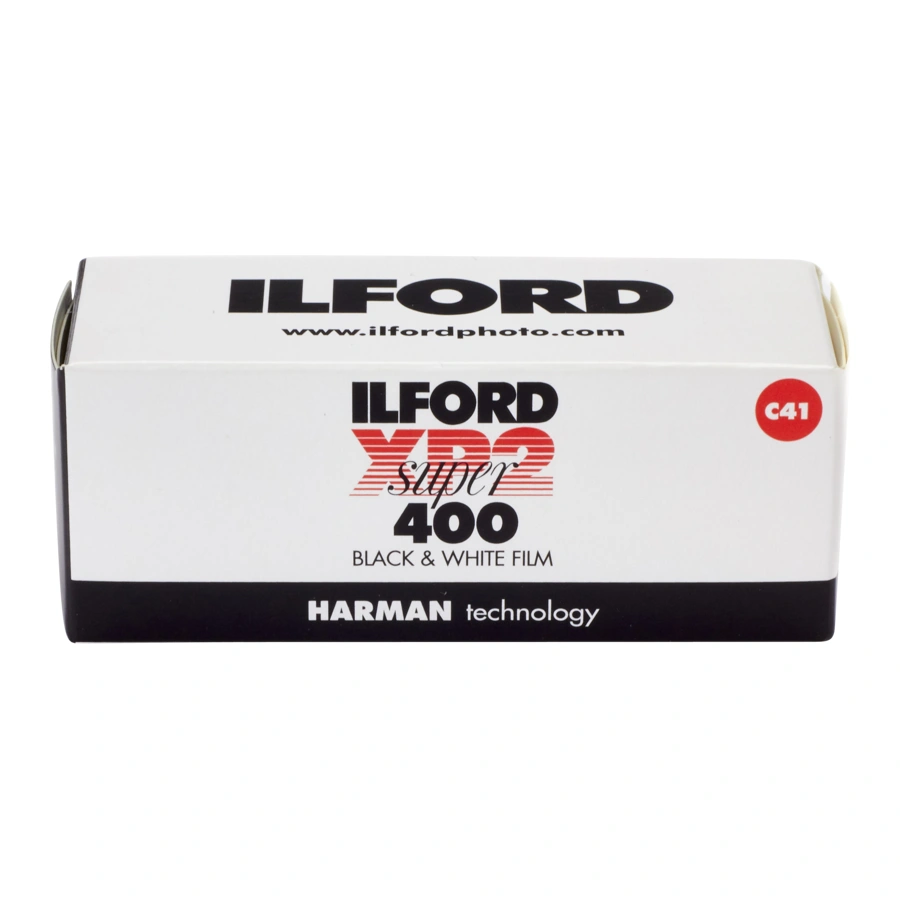 ILFORD
www.ilfordphoto.com
ILFORD
XP2
super
400
BLACK & WHITE FILM
C41
HARMAN technology